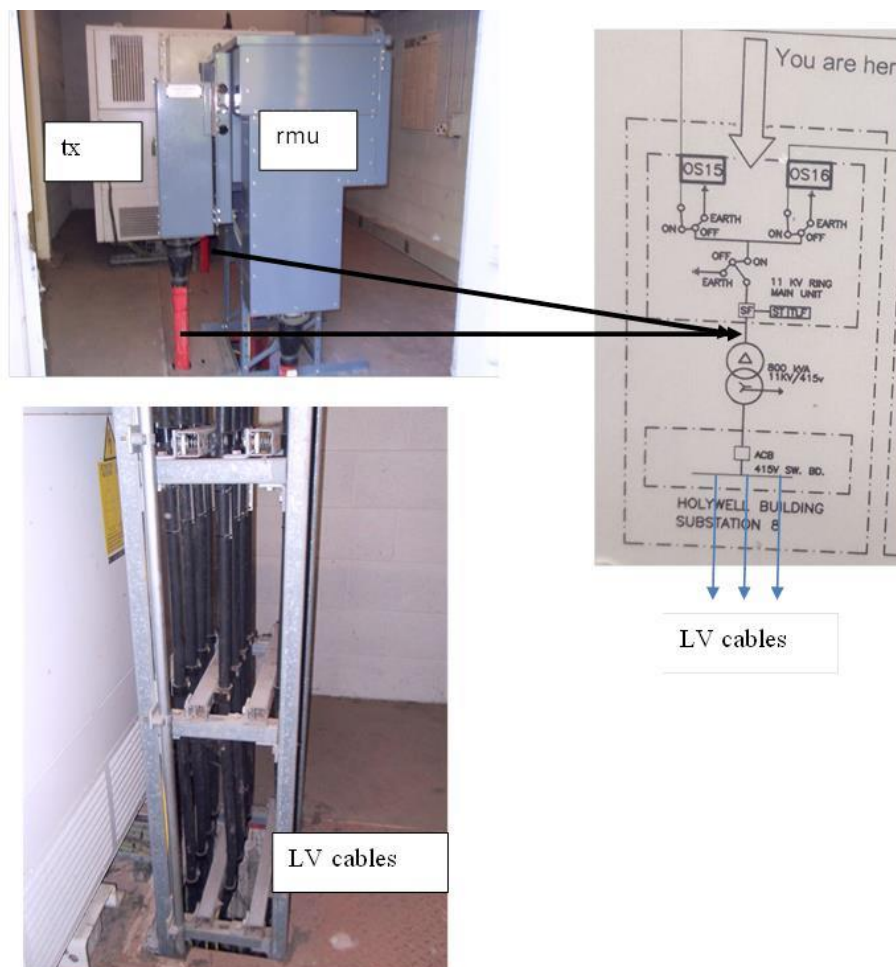 tx
rmu
You are her
OS15
OS16
EARTH
EARTH
ON
OFF
ON
OFF
OFF
ON
EARTH
11 KV RING
MAIN UNIT
SF
800 KVA
11KV/415v
ACB
415V SW. BD.
HOLYWELL BUILDING
SUBSTATION 8
LV cables
LV cables